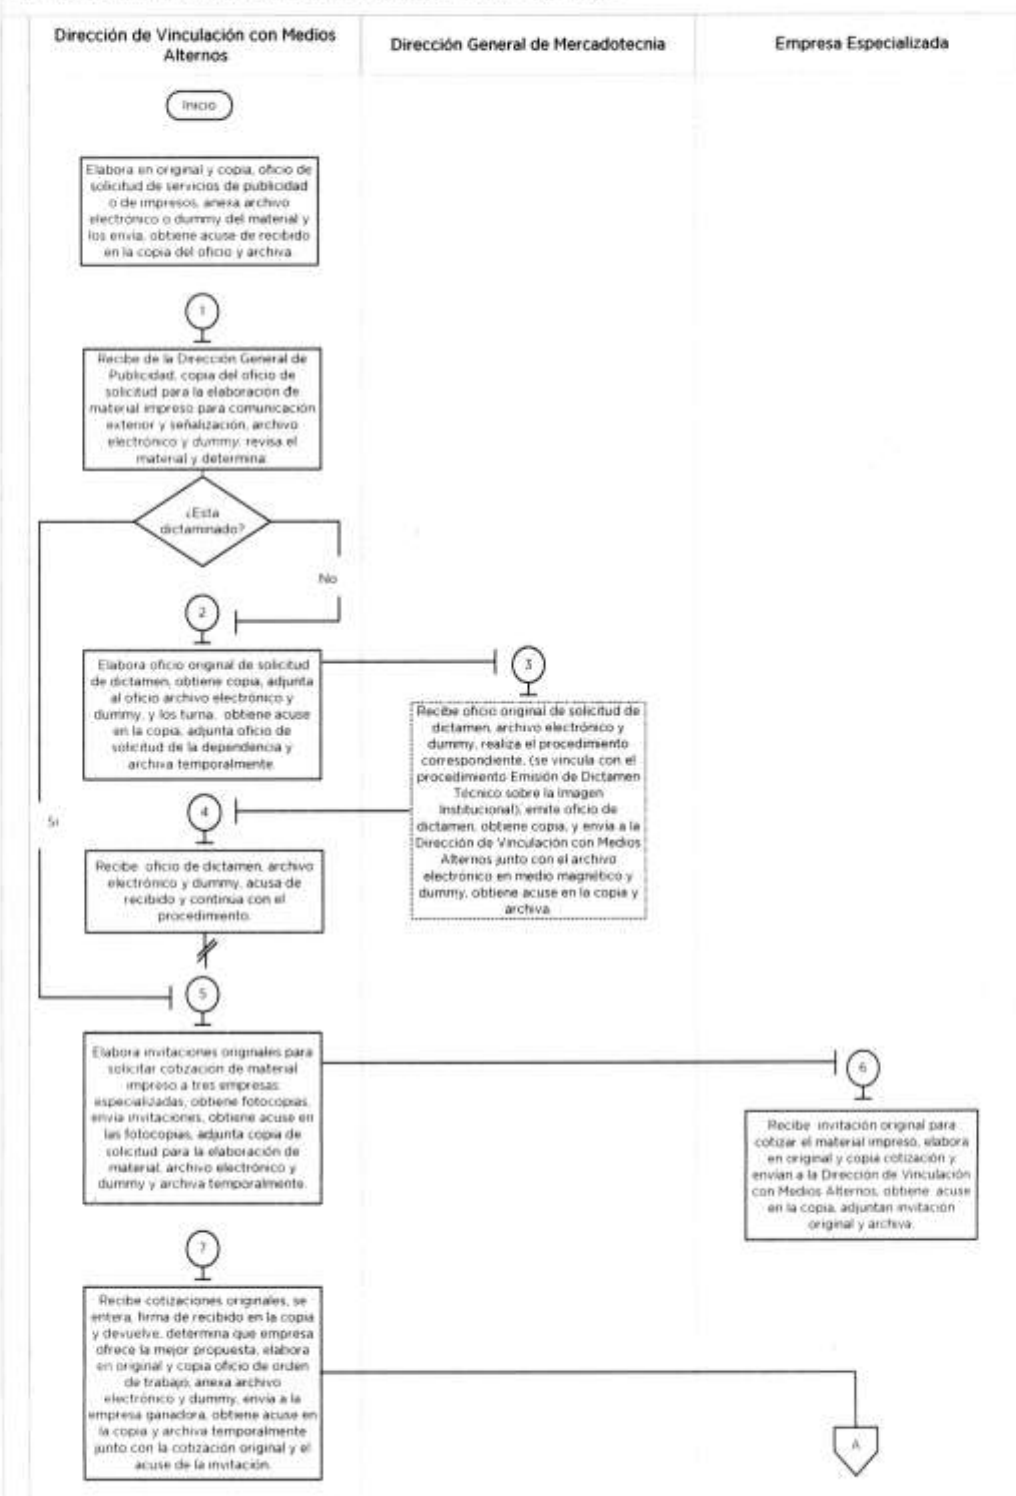 Dirección de Vinculación con Medios
Alternos
Dirección General de Mercadotecnia
Empresa Especializada
Inicio
Elabora en original y copia, oficio de
solicitud de servicios de publicidad
o de impresos, anexa archivo
electrónico o dummy del material y
los envía, obtiene acuse de recibido
en la copia del oficio y archiva
1
Recibe de la Dirección General de
Publicidad, copia del oficio de
solicitud para la elaboración de
material impreso para comunicación
exterior y señalización, archivo
electrónico y dummy, revisa el
material y determina:
¿Esta
dictaminado?
No
Si
2
Elabora oficio original de solicitud
de dictamen, obtiene copia, adjunta
al oficio archivo electrónico y
dummy, y los turna, obtiene acuse
en la copia, adjunta oficio de
solicitud de la dependencia y
archiva temporalmente
3
Recibe oficio original de solicitud de
dictamen, archivo electrónico y
dummy, realiza el procedimiento
correspondiente, (se vincula con el
procedimiento Emisión de Dictamen
Técnico sobre la Imagen
Institucional), emite oficio de
dictamen, obtiene copia, y envía a la
Dirección de Vinculación con Medios
Alternos junto con el archivo
electrónico en medio magnético y
dummy, obtiene acuse en la copia y
archiva
4
Recibe oficio de dictamen, archivo
electrónico y dummy, acusa de
recibido y continúa con el
procedimiento.
5
Elabora invitaciones originales para
solicitar cotización de material
impreso a tres empresas
especializadas, obtiene fotocopias,
envía invitaciones, obtiene acuse en
las fotocopias, adjunta copia de
solicitud para la elaboración de
material, archivo electrónico y
dummy y archiva temporalmente.
6
Recibe invitación original para
cotizar el material impreso, elabora
en original y copia cotización y
envían a la Dirección de Vinculación
con Medios Alternos, obtiene acuse
en la copia, adjuntan invitación
original y archiva.
7
Recibe cotizaciones originales, se
entera, firma de recibido en la copia
y devuelve, determina que empresa
ofrece la mejor propuesta, elabora
en original y copia oficio de orden
de trabajo, anexa archivo
electrónico y dummy, envía a la
empresa ganadora, obtiene acuse en
la copia y archiva temporalmente
junto con la cotización original y el
acuse de la invitación.
A